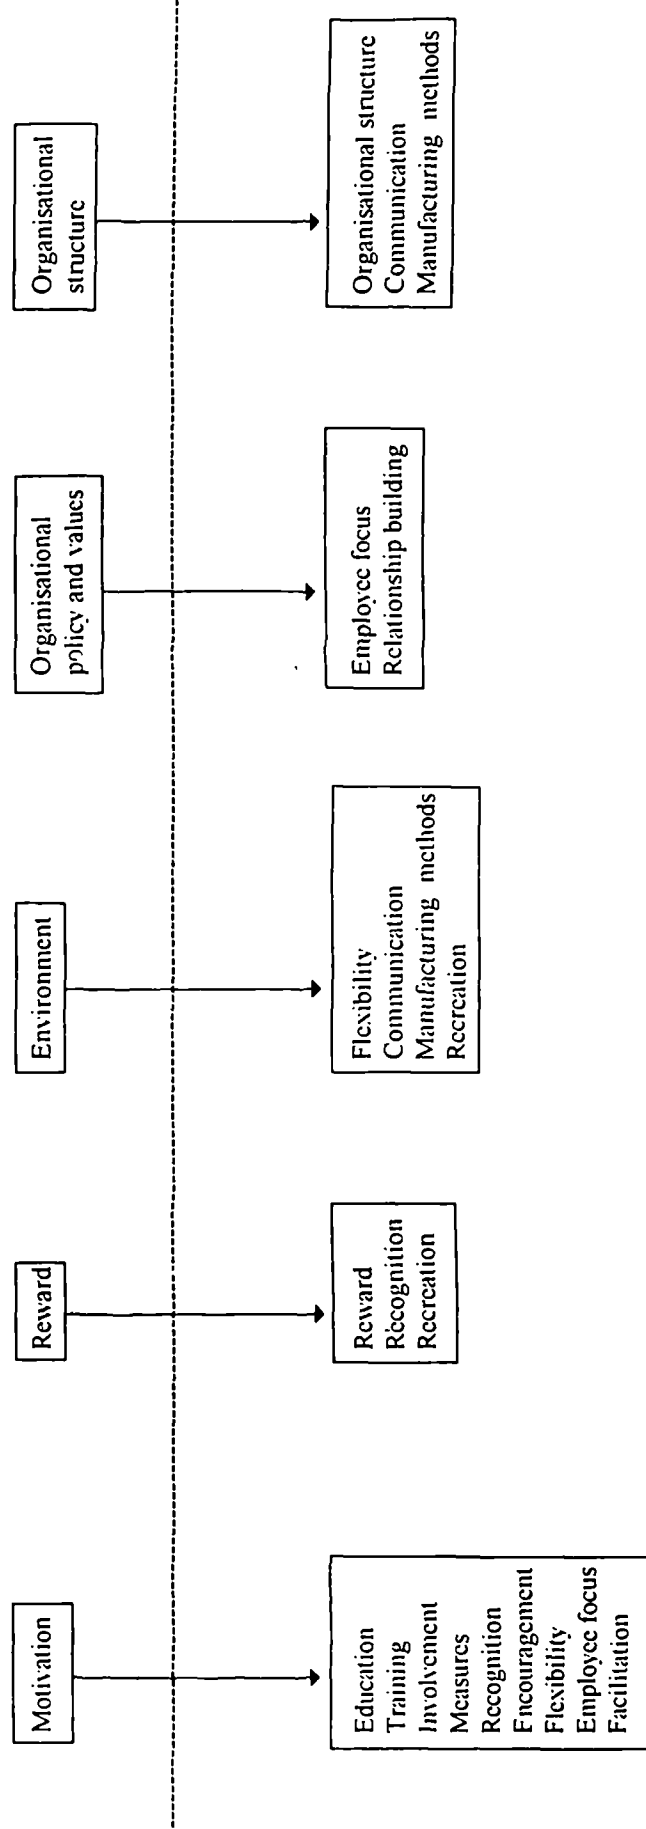 Motivation
Reward
Environment
Organisational
policy and values
Organisational
structure
Education
Training
Involvement
Measures
Recognition
Encouragement
Flexibility
Employee focus
Facilitation
Reward
Recognition
Recreation
Flexibility
Communication
Manufacturing methods
Recreation
Employee focus
Relationship building
Organisational structure
Communication
Manufacturing methods